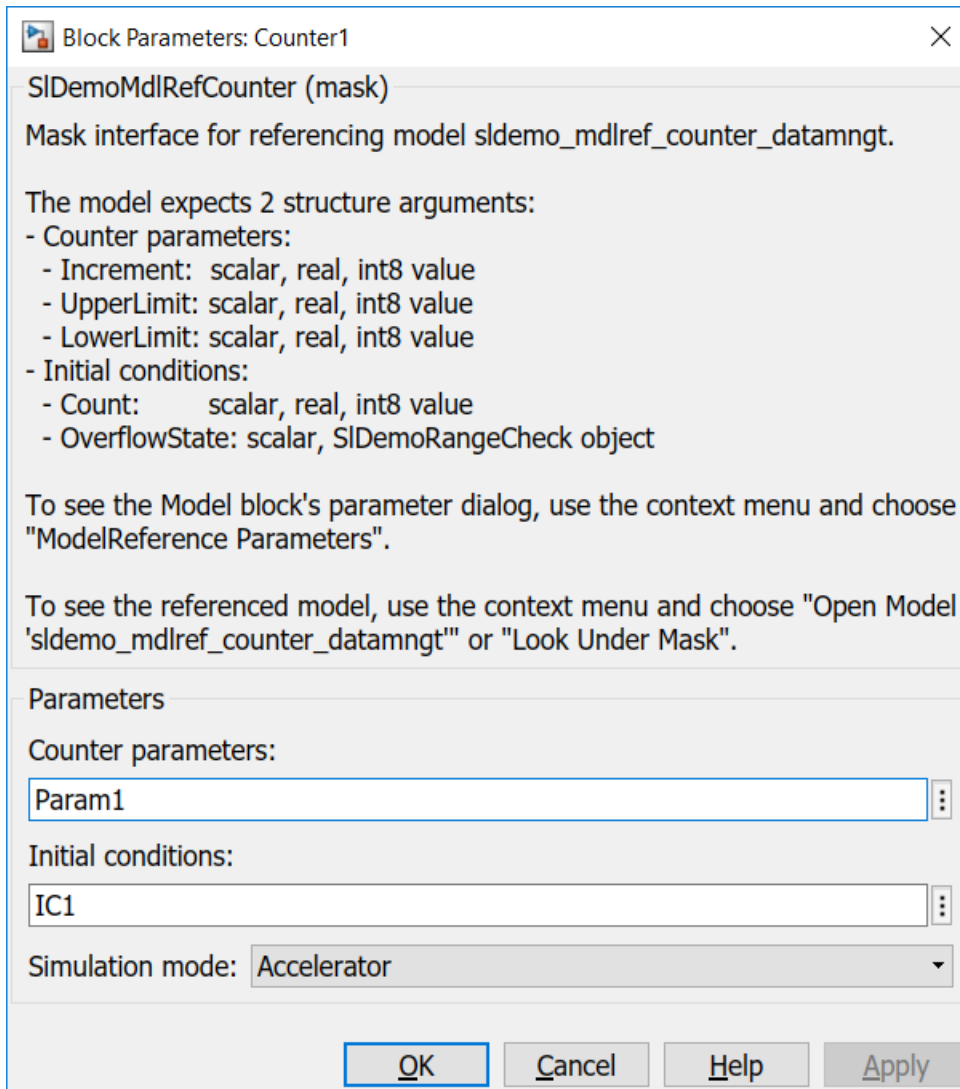 Block Parameters: Counter1
SlDemoMdlRefCounter (mask)
Mask interface for referencing model sldemo_mdlref_counter_datamngt.
The model expects 2 structure arguments:
- Counter parameters:
- Increment: scalar, real, int8 value
- UpperLimit: scalar, real, int8 value
- LowerLimit: scalar, real, int8 value
- Initial conditions:
- Count: scalar, real, int8 value
- OverflowState: scalar, SlDemoRangeCheck object
To see the Model block's parameter dialog, use the context menu and choose
"ModelReference Parameters".
To see the referenced model, use the context menu and choose "Open Model
'sldemo_mdlref_counter_datamngt'" or "Look Under Mask".
Parameters
Counter parameters:
Param1
Initial conditions:
IC1
Simulation mode: Accelerator
OK Cancel Help Apply